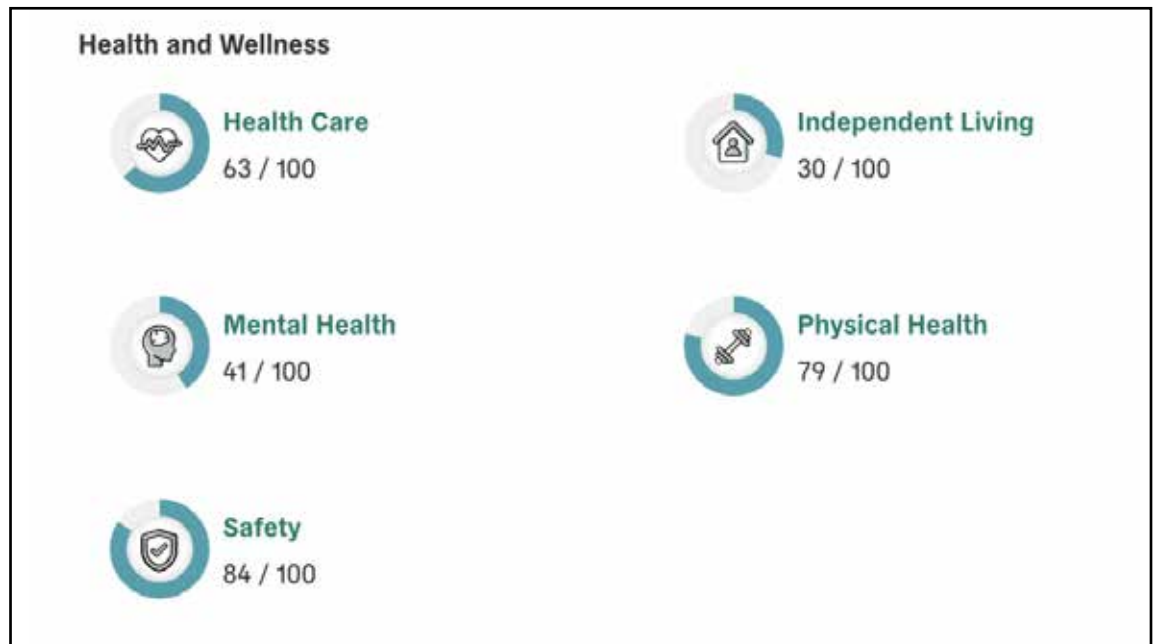 Health and Wellness
Health Care
63 / 100
Independent Living
30 / 100
Mental Health
41 / 100
Physical Health
79 / 100
Safety
84 / 100